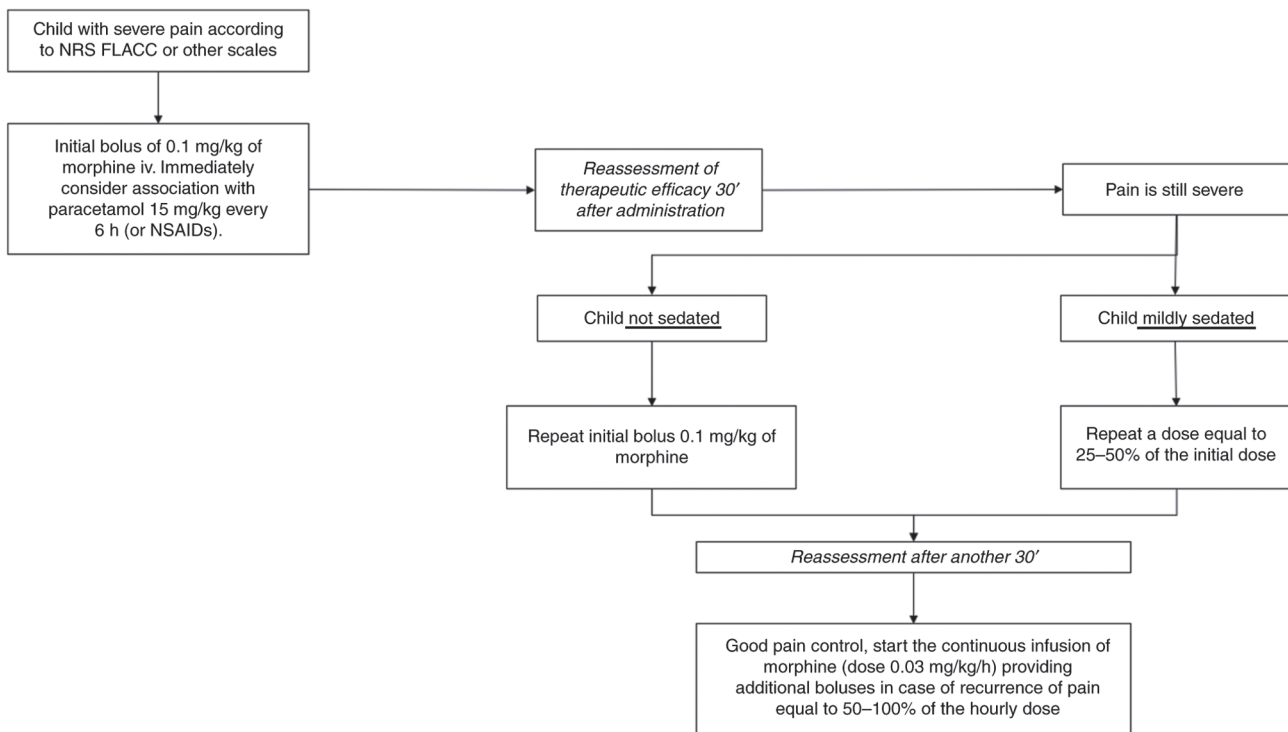 Child with severe pain according
to NRS FLACC or other scales
Initial bolus of 0.1 mg/kg of
morphine iv. Immediately
consider association with
paracetamol 15 mg/kg every
6 h (or NSAIDs).
Reassessment of
therapeutic efficacy 30′
after administration
Pain is still severe
Child not sedated
Child mildly sedated
Repeat initial bolus 0.1 mg/kg of
morphine
Repeat a dose equal to
25–50% of the initial dose
Reassessment after another 30′
Good pain control, start the continuous infusion of
morphine (dose 0.03 mg/kg/h) providing
additional boluses in case of recurrence of pain
equal to 50–100% of the hourly dose